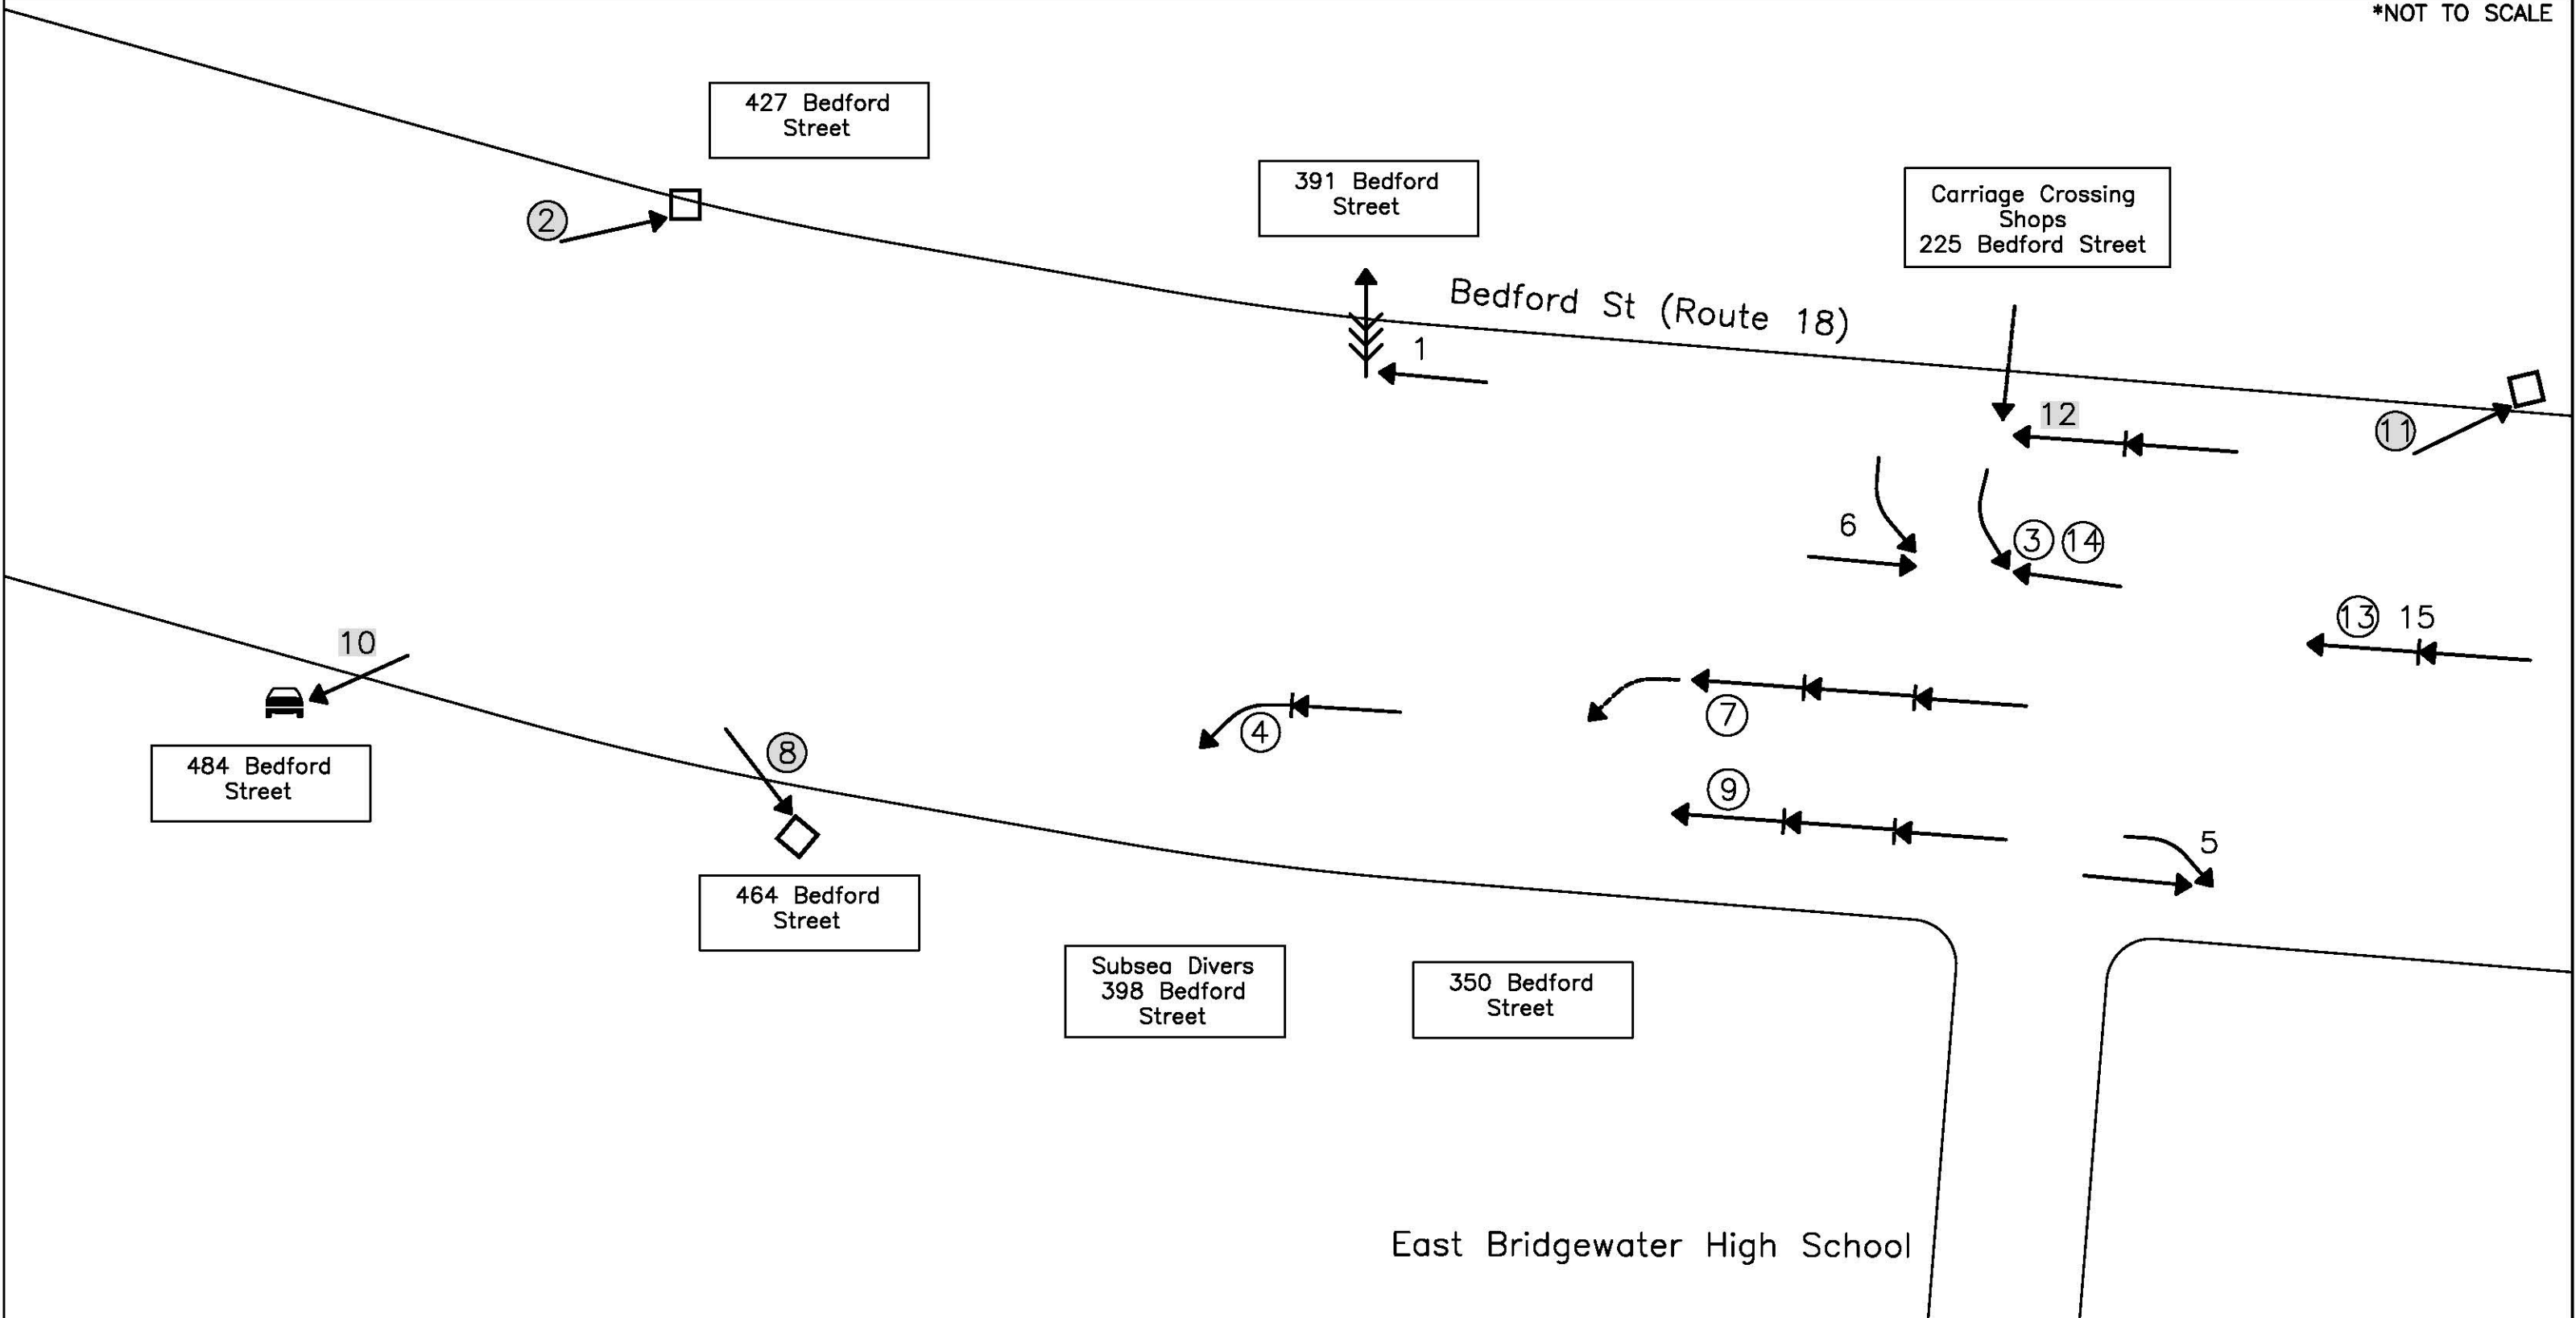 *NOT TO SCALE
427 Bedford
Street
391 Bedford
Street
Carriage Crossing
Shops
225 Bedford Street
2
Bedford St (Route 18)
1
12
11
6
3 14
13 15
10
4
7
8
9
5
484 Bedford
Street
464 Bedford
Street
Subsea Divers
398 Bedford
Street
350 Bedford
Street
East Bridgewater High School